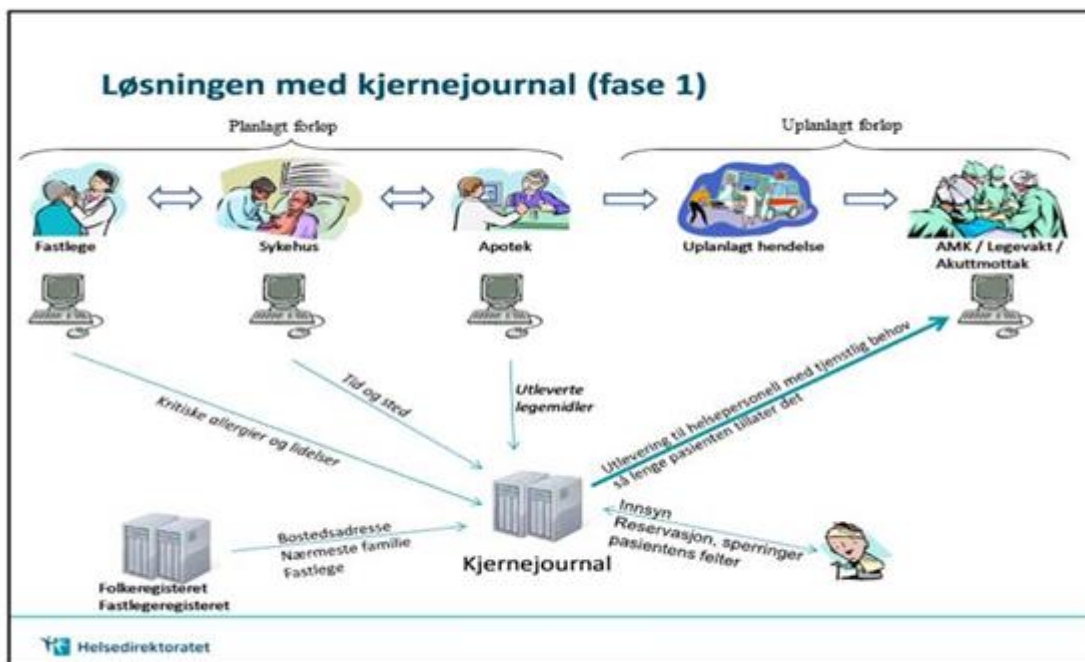 Løsningen med kjernejournal (fase 1)
Planlagt forløp
Uplanlagt forløp
Fastlege
Sykehus
Apotek
Uplanlagt hendelse
AMK / Legevakt /
Akuttmottak
Kritiske allergier og lidelser
Tid og sted
Utleverte
legemidler
Utlevering til helsepersonell med tjenstlig behov
så lenge pasienten tillater det
Bostedsadresse
Nærmeste familie
Fastlege
Kjernejournal
Innsyn
Reservasjon, sperringer
pasientens felter
Folkeregisteret
Fastlegeregisteret
Helsedirektoratet